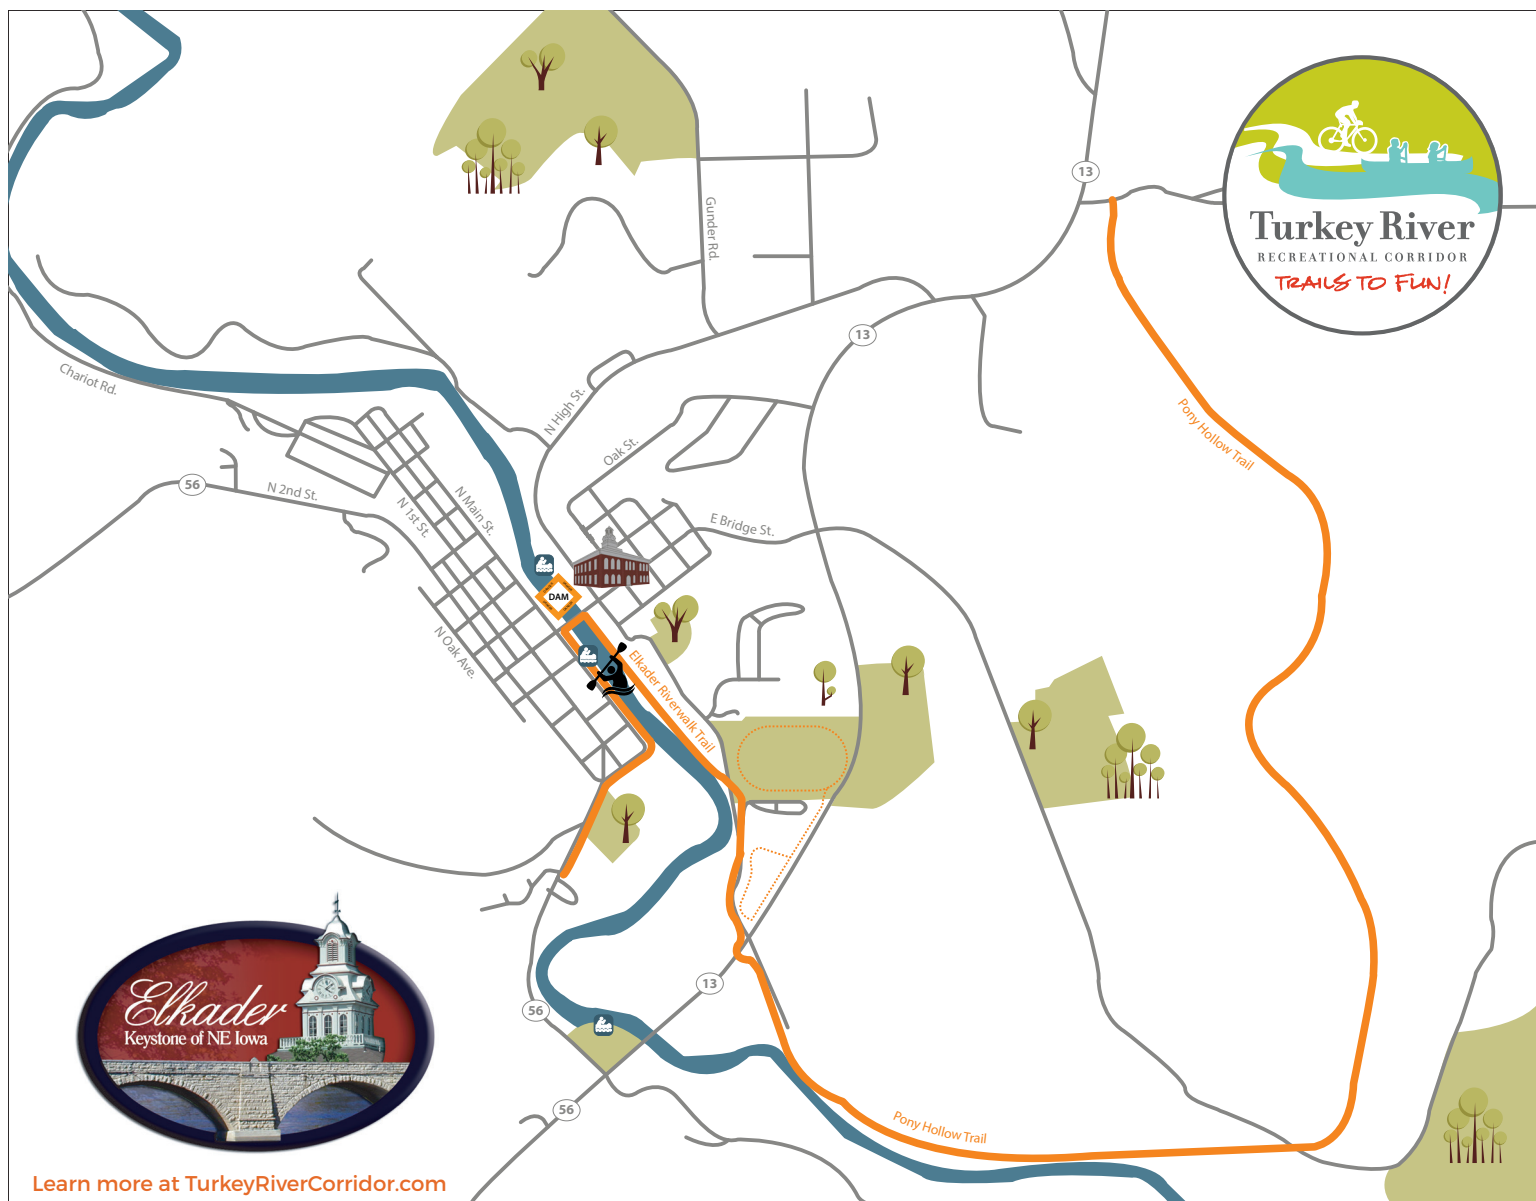 13
Turkey River
RECREATIONAL CORRIDOR
TRAILS TO FUN!
Gunder Rd.
13
Chariot Rd.
N High St.
Oak St.
Pony Hollow Trail
56
N 2nd St.
N 1st St.
N Main St.
E Bridge St.
DAM
N Oak Ave.
Elkader Riverwalk Trail
13
56
Elkader
Keystone of NE Iowa
56
Pony Hollow Trail
Learn more at TurkeyRiverCorridor.com